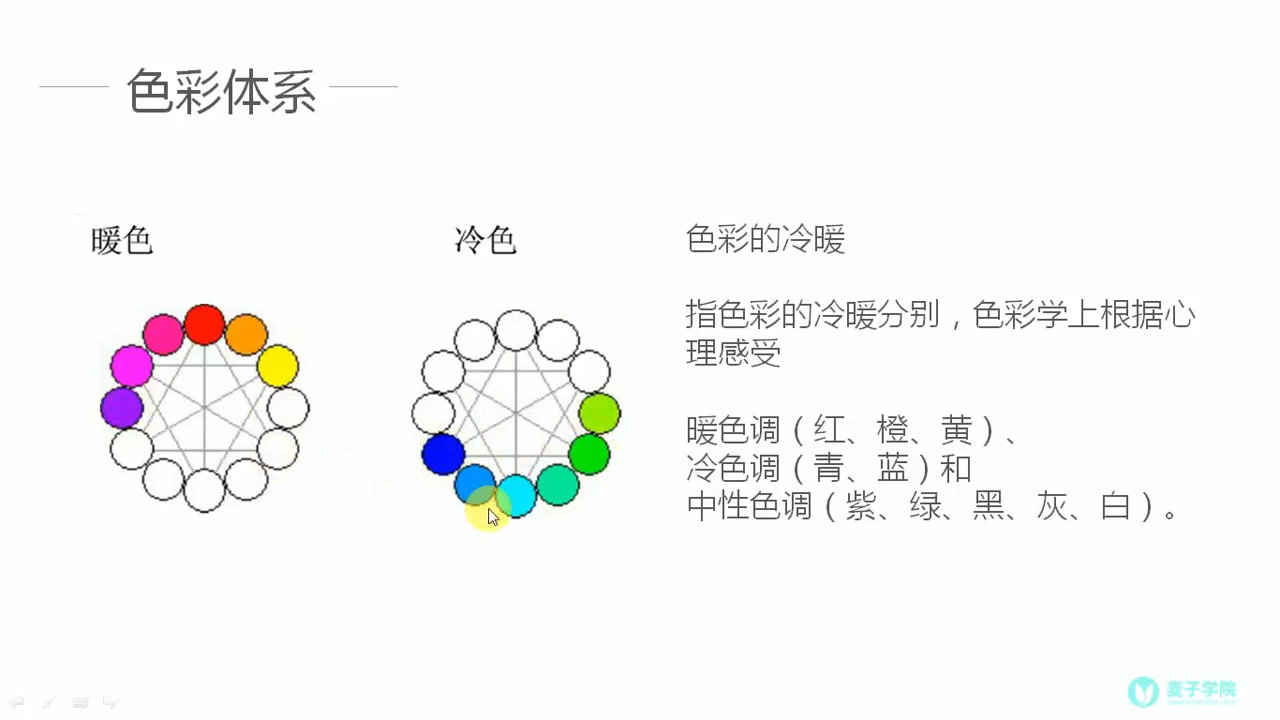 色彩体系
暖色
冷色
色彩的冷暖
指色彩的冷暖分别，色彩学上根据心
理感受
暖色调（红、橙、黄）、
冷色调（青、蓝）和
中性色调（紫、绿、黑、灰、白）。
麦子学院